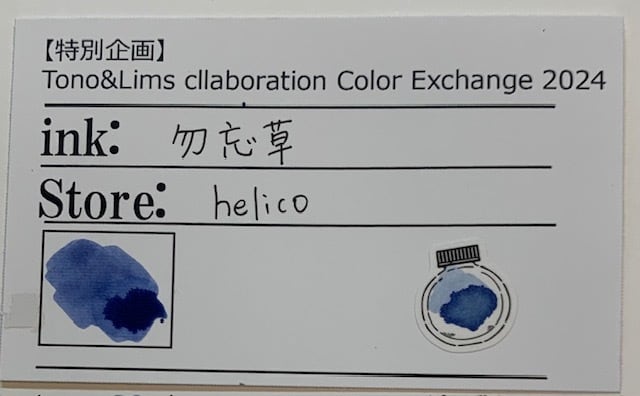 【特別企画】
Tono&Lims cllaboration Color Exchange 2024
ink: 勿忘草
Store: helico